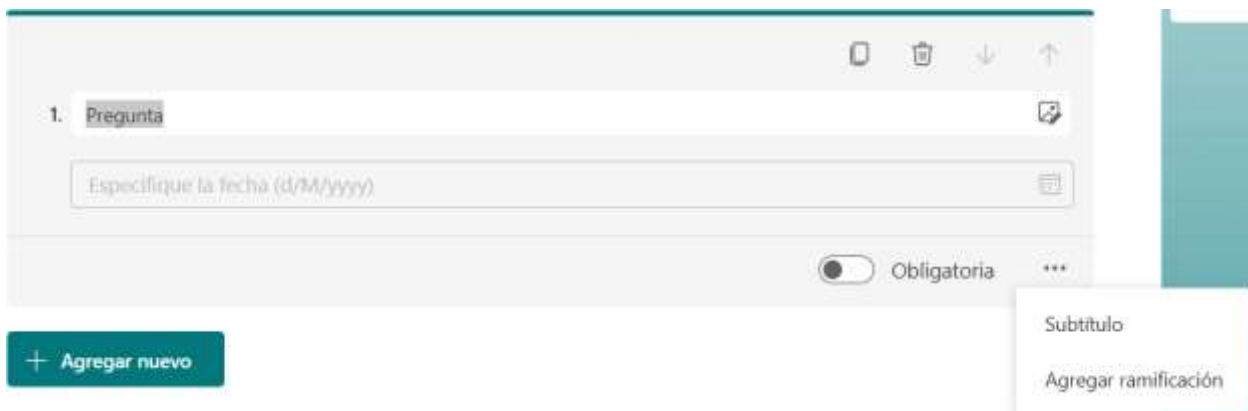 1. Pregunta
Especifique la fecha (d/M/yyyy)
Obligatoria
Subtítulo
Agregar nuevo
Agregar ramificación